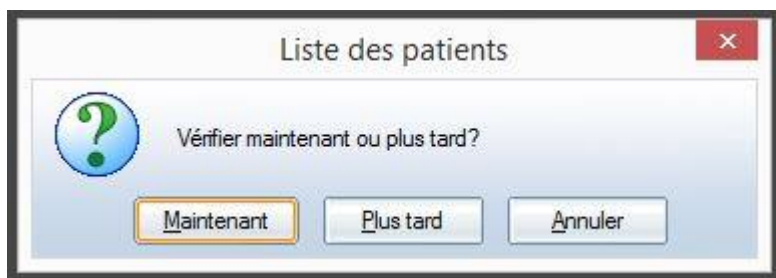 Liste des patients
Vérifier maintenant ou plus tard?
Maintenant Plus tard Annuler